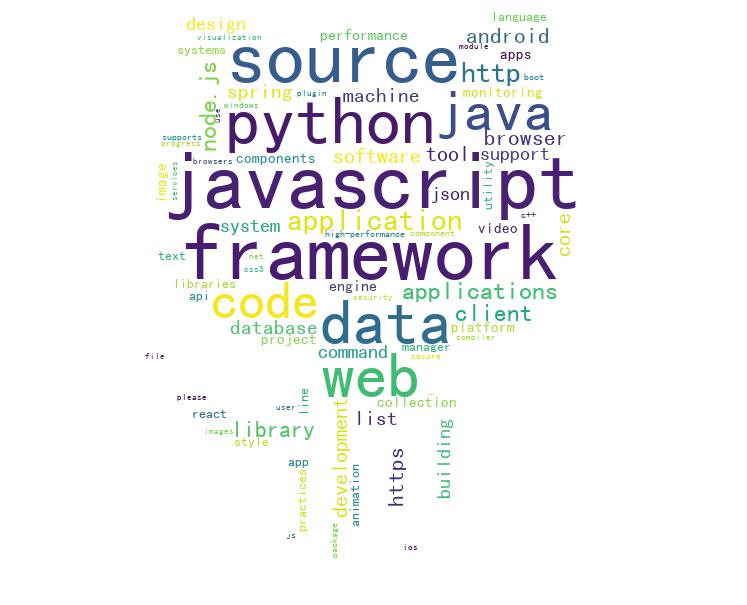 language
design
android
performance
visualization
source
module
systems
apps
http
boot
node.js
spring
plugin
machine
monitoring
windows
java
use
python
supports
progress
browser
browsers
components
software
tool
support
image
services
javascript
json
utility
c++
core
system
application
video
high-performance
component
text
.net
framework
css3
libraries
engine
applications
api
code
security
data
client
database
platform
project
compiler
command
manager
file
secure
web
please
user
line
collection
react
list
images
library
style
development
building
https
app
practices
animation
js
package
ios